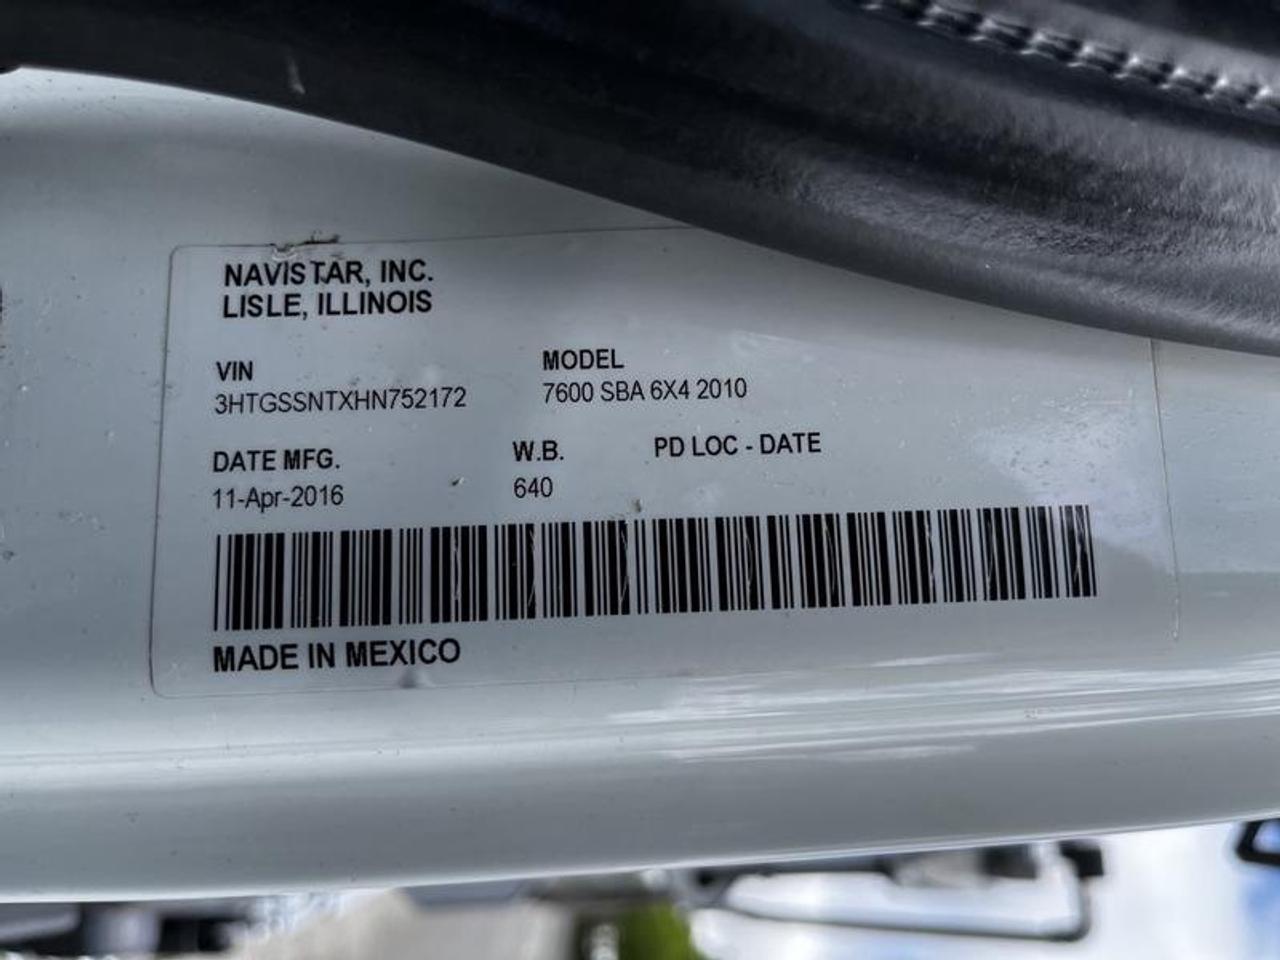 NAVISTAR, INC.
LISLE, ILLINOIS
VIN MODEL
3HTGSSNTXHN752172 7600 SBA 6X4 2010
DATE MFG. W.B. PD LOC - DATE
11-Apr-2016 640
MADE IN MEXICO